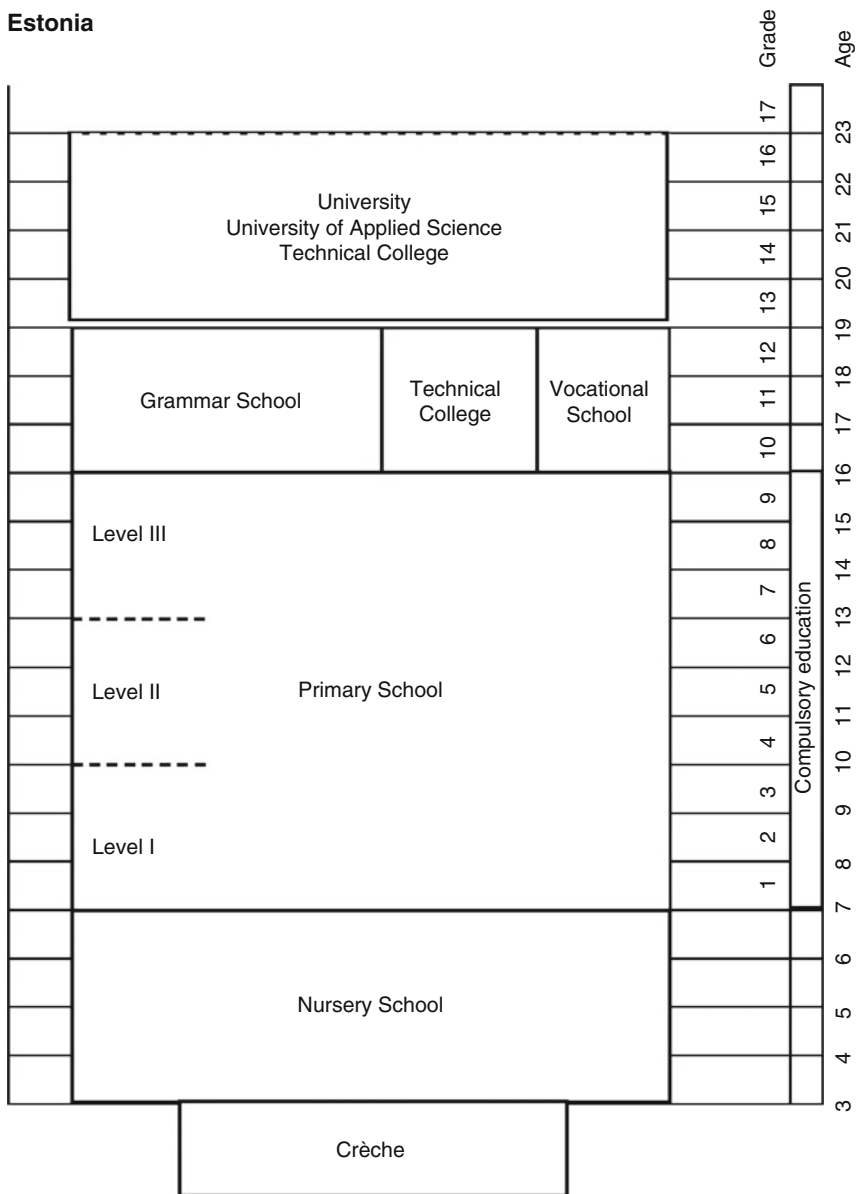 Estonia
Grade
Age
17
23
16
22
University
University of Applied Science
Technical College
15
21
14
20
13
19
12
18
Grammar School
Technical
College
Vocational
School
11
17
10
16
9
15
Level III
8
14
7
13
6
12
Level II
Primary School
5
11
4
10
Compulsory education
3
9
Level I
2
8
1
7
6
Nursery School
5
4
3
Crèche